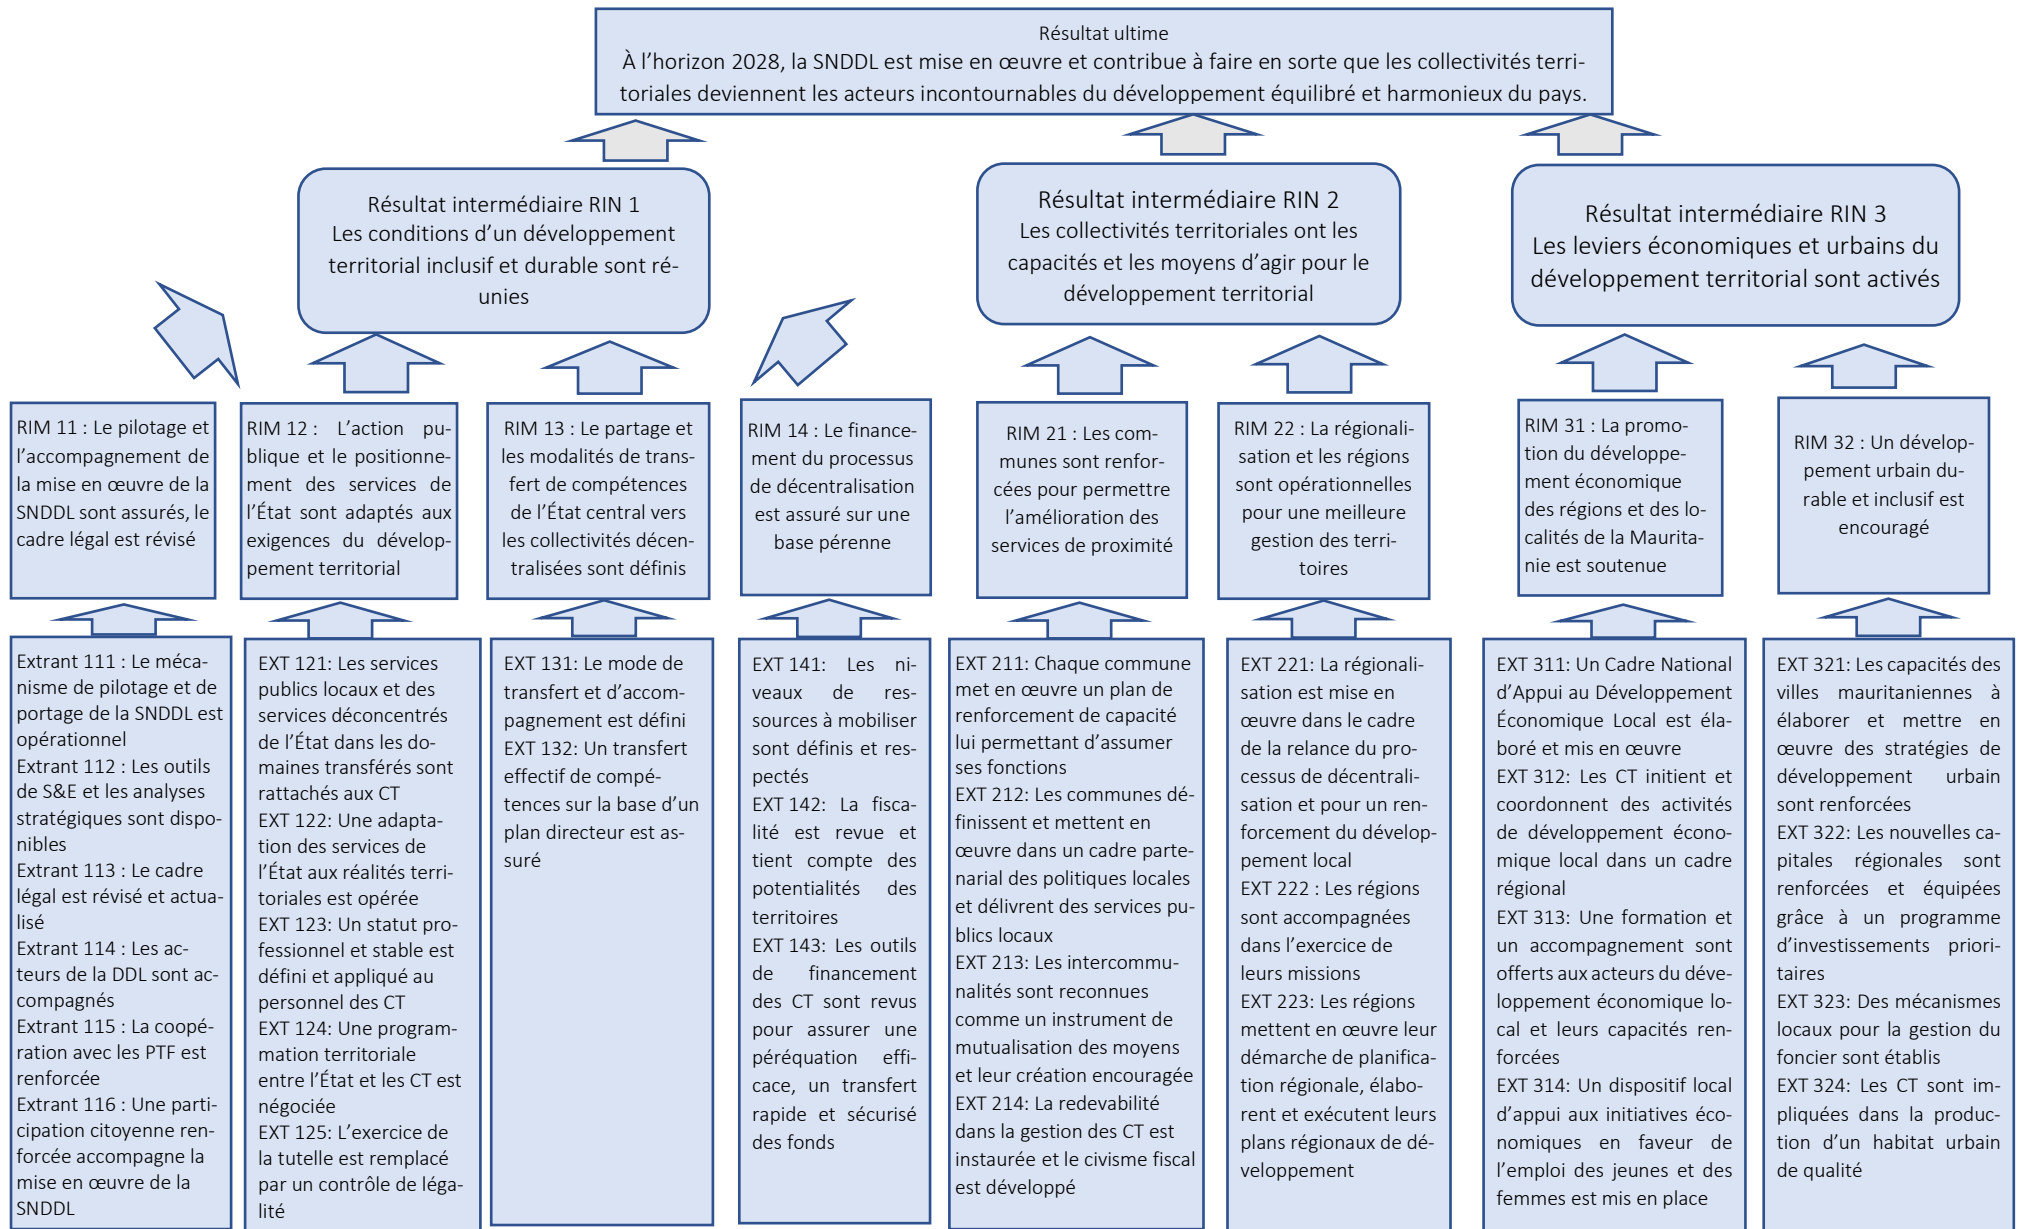 Résultat ultime
À l’horizon 2028, la SNDDL est mise en œuvre et contribue à faire en sorte que les collectivités terri-
toriales deviennent les acteurs incontournables du développement équilibré et harmonieux du pays.
Résultat intermédiaire RIN 1
Les conditions d’un développement
territorial inclusif et durable sont ré-
unies
Résultat intermédiaire RIN 2
Les collectivités territoriales ont les
capacités et les moyens d’agir pour le
développement territorial
Résultat intermédiaire RIN 3
Les leviers économiques et urbains du
développement territorial sont activés
RIM 11 : Le pilotage et
l’accompagnement de
la mise en œuvre de la
SNDDL sont assurés, le
cadre légal est révisé
RIM 12 : L’action pu-
blique et le positionne-
ment des services de
l’État sont adaptés aux
exigences du dévelop-
pement territorial
RIM 13 : Le partage et
les modalités de trans-
fert de compétences
de l’État central vers
les collectivités décen-
tralisées sont définis
RIM 14 : Le finance-
ment du processus
de décentralisation
est assuré sur une
base pérenne
RIM 21 : Les com-
munes sont renfor-
cées pour permettre
l’amélioration des
services de proximité
RIM 22 : La régionali-
sation et les régions
sont opérationnelles
pour une meilleure
gestion des terri-
toires
RIM 31 : La promo-
tion du développe-
ment économique
des régions et des lo-
calités de la Maurita-
nie est soutenue
RIM 32 : Un dévelop-
pement urbain du-
rable et inclusif est
encouragé
Extrant 111 : Le méca-
nisme de pilotage et de
portage de la SNDDL est
opérationnel
Extrant 112 : Les outils
de S&E et les analyses
stratégiques sont dispo-
nibles
Extrant 113 : Le cadre
légal est révisé et actua-
lisé
Extrant 114 : Les ac-
teurs de la DDL sont ac-
compagnés
Extrant 115 : La coopé-
ration avec les PTF est
renforcée
Extrant 116 : Une parti-
cipation citoyenne ren-
forcée accompagne la
mise en œuvre de la
SNDDL
EXT 121: Les services
publics locaux et des
services déconcentrés
de l’État dans les do-
maines transférés sont
rattachés aux CT
EXT 122: Une adapta-
tion des services de
l’État aux réalités terri-
toriales est opérée
EXT 123: Un statut pro-
fessionnel et stable est
défini et appliqué au
personnel des CT
EXT 124: Une program-
mation territoriale
entre l’État et les CT est
négociée
EXT 125: L’exercice de
la tutelle est remplacé
par un contrôle de léga-
lité
EXT 131: Le mode de
transfert et d’accom-
pagnement est défini
EXT 132: Un transfert
effectif de compé-
tences sur la base d’un
plan directeur est as-
suré
EXT 141: Les ni-
veaux de res-
sources à mobiliser
sont définis et res-
pectés
EXT 142: La fisca-
lité est revue et
tient compte des
potentialités des
territoires
EXT 143: Les outils
de financement
des CT sont revus
pour assurer une
péréquation effi-
cace, un transfert
rapide et sécurisé
des fonds
EXT 211: Chaque commune
met en œuvre un plan de
renforcement de capacité
lui permettant d’assumer
ses fonctions
EXT 212: Les communes dé-
finissent et mettent en
œuvre dans un cadre parte-
narial des politiques locales
et délivrent des services pu-
blics locaux
EXT 213: Les intercommu-
nalités sont reconnues
comme un instrument de
mutualisation des moyens
et leur création encouragée
EXT 214: La redevabilité
dans la gestion des CT est
instaurée et le civisme fiscal
est développé
EXT 221: La régionali-
sation est mise en
œuvre dans le cadre
de la relance du pro-
cessus de décentrali-
sation et pour un ren-
forcement du dévelop-
pement local
EXT 222 : Les régions
sont accompagnées
dans l’exercice de
leurs missions
EXT 223: Les régions
mettent en œuvre leur
démarche de planifica-
tion régionale, élabo-
rent et exécutent leurs
plans régionaux de dé-
veloppement
EXT 311: Un Cadre National
d’Appui au Développement
Économique Local est éla-
boré et mis en œuvre
EXT 312: Les CT initient et
coordonnent des activités
de développement écono-
mique local dans un cadre
régional
EXT 313: Une formation et
un accompagnement sont
offerts aux acteurs du déve-
loppement économique lo-
cal et leurs capacités ren-
forcées
EXT 314: Un dispositif local
d’appui aux initiatives éco-
nomiques en faveur de
l’emploi des jeunes et des
femmes est mis en place
EXT 321: Les capacités des
villes mauritaniennes à
élaborer et mettre en
œuvre des stratégies de
développement urbain
sont renforcées
EXT 322: Les nouvelles ca-
pitales régionales sont
renforcées et équipées
grâce à un programme
d’investissements priori-
taires
EXT 323: Des mécanismes
locaux pour la gestion du
foncier sont établis
EXT 324: Les CT sont im-
pliquées dans la produc-
tion d’un habitat urbain
de qualité